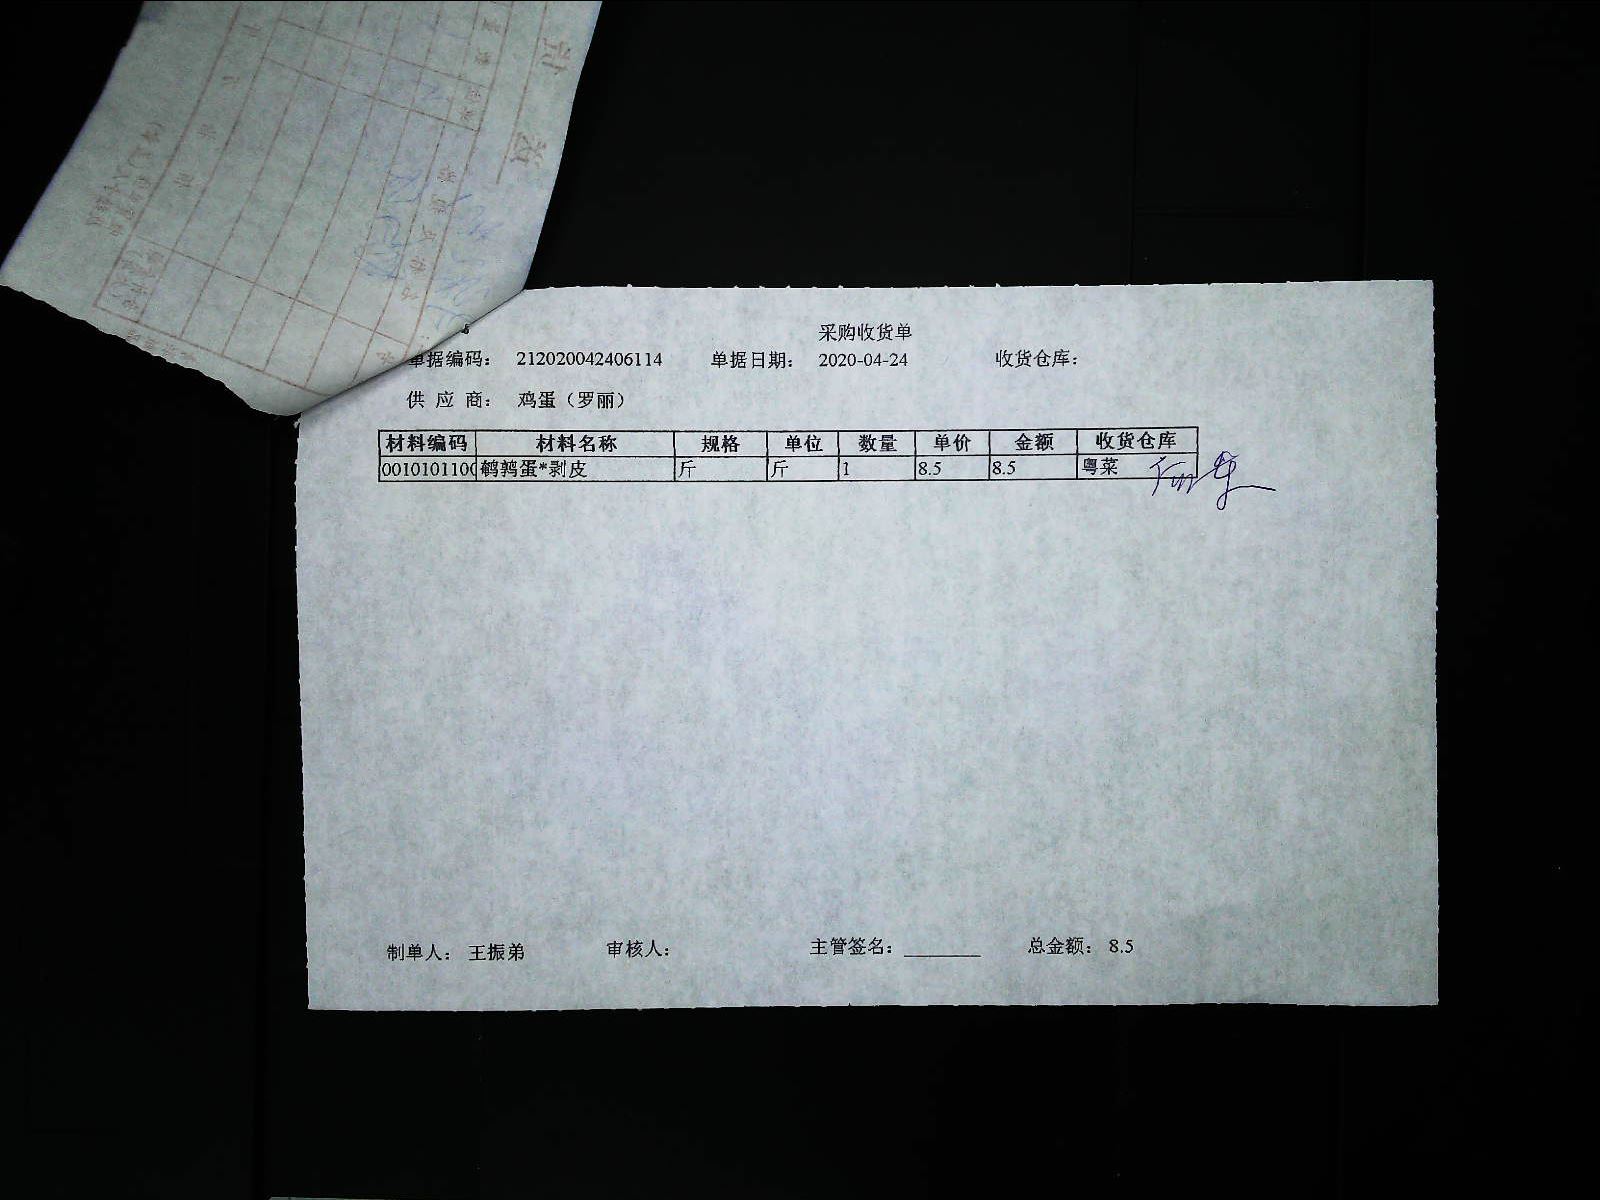 采购收货单
单据编码： 212020042406114 单据日期： 2020-04-24 收货仓库：
供 应 商： 鸡蛋（罗丽）
材料编码 材料名称 规格 单位 数量 单价 金额 收货仓库
0010101100 鹌鹑蛋*剥皮 斤 斤 1 8.5 8.5 粤菜
制单人： 王振弟 审核人： 主管签名：________ 总金额： 8.5